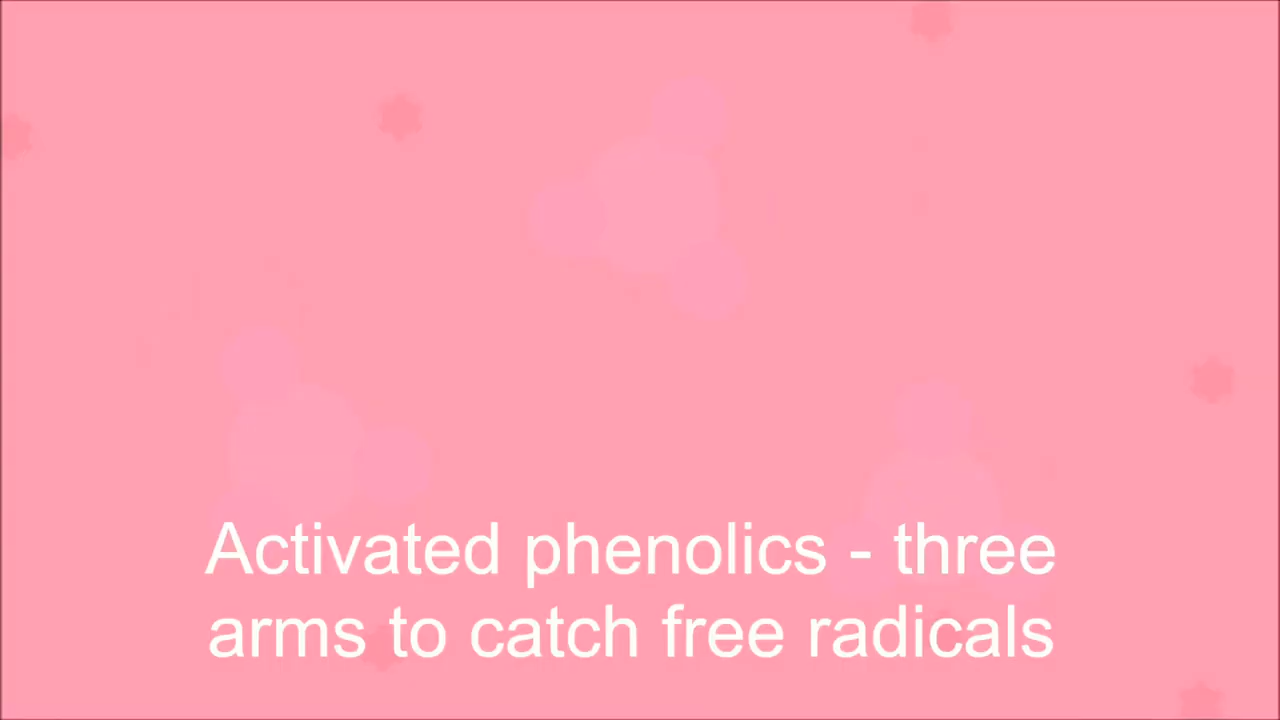 Activated phenolics - three
arms to catch free radicals